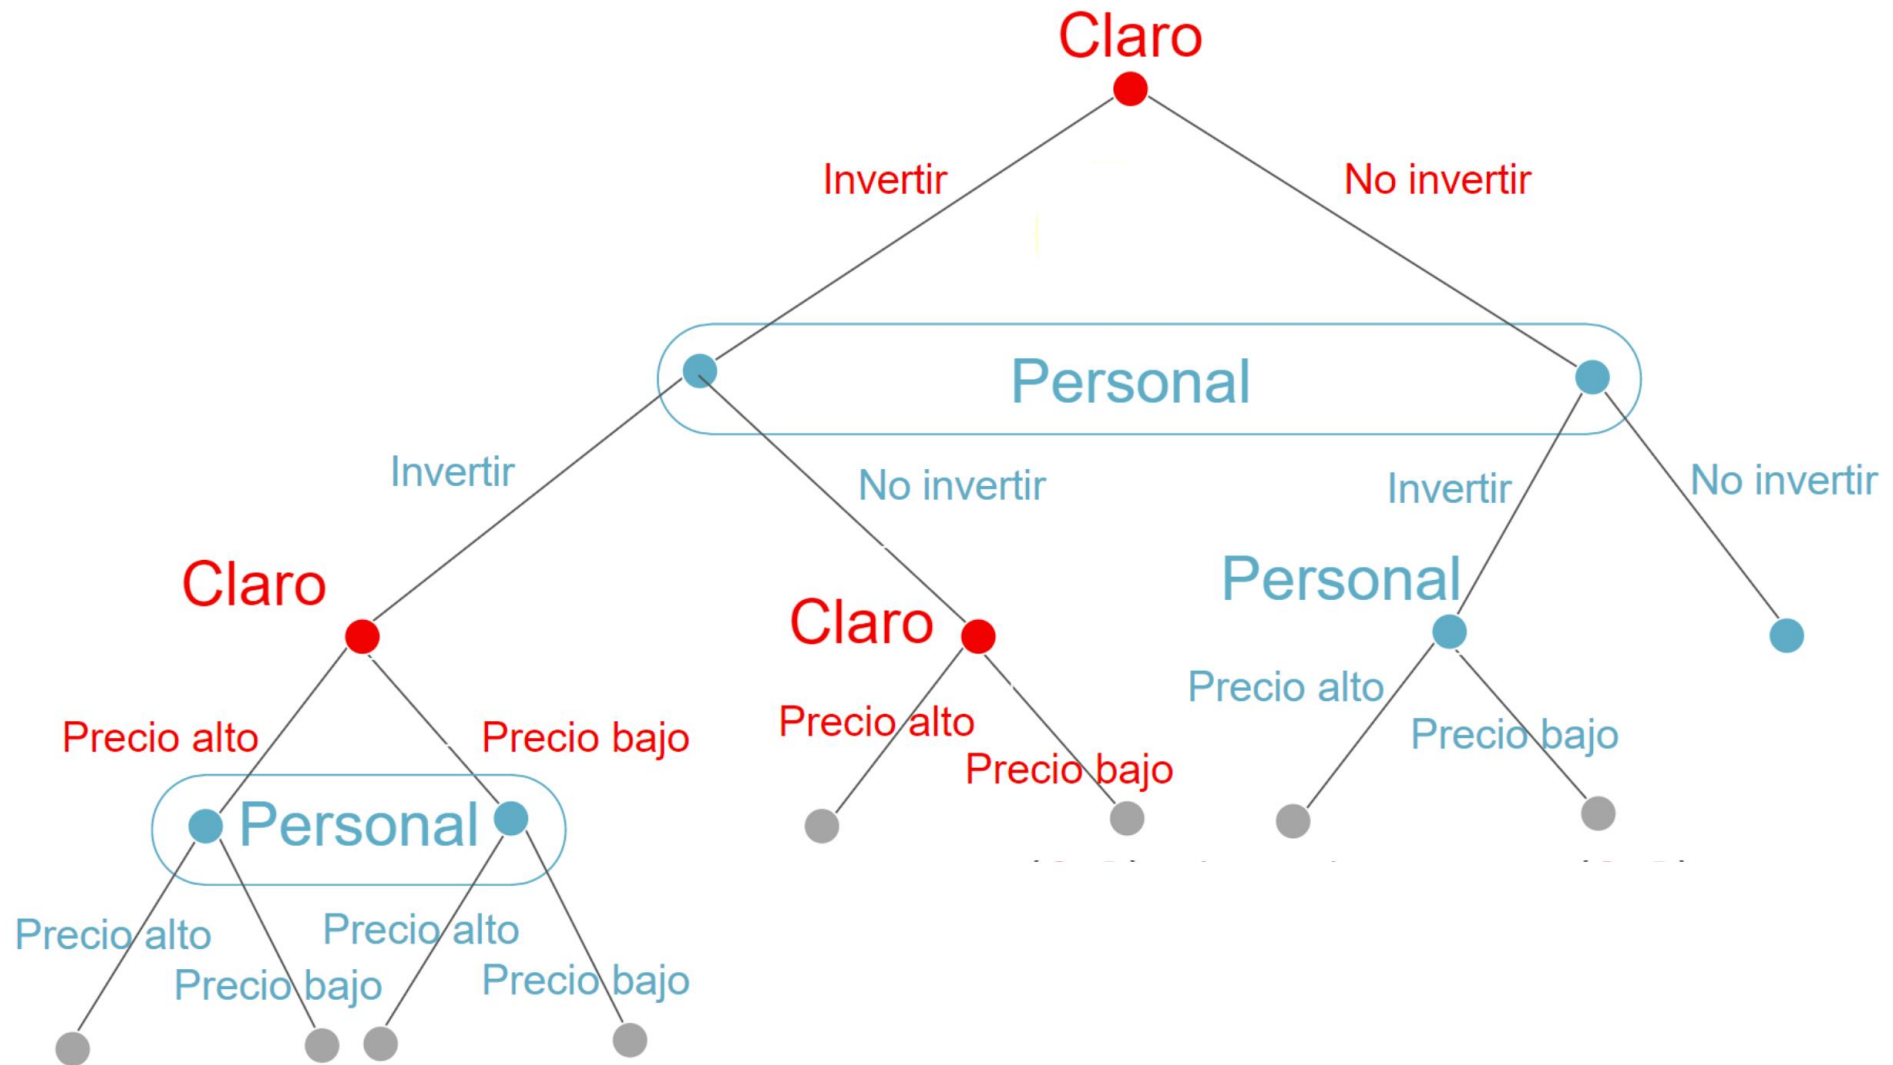 Claro
Invertir
No invertir
Personal
Invertir
No invertir
Invertir
No invertir
Claro
Claro
Personal
Precio alto
Precio bajo
Precio alto
Precio bajo
Precio alto
Precio bajo
Personal
Precio alto
Precio bajo
Precio alto
Precio bajo